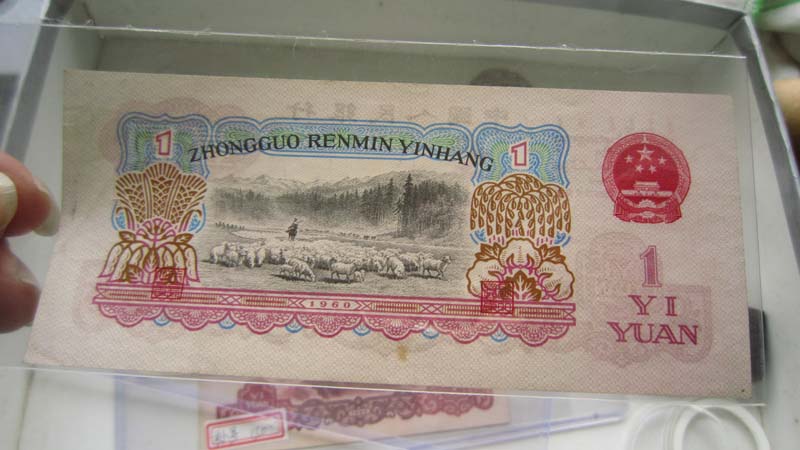 1
ZHONGGUO RENMIN YINHANG
1
1960
1
YI
YUAN